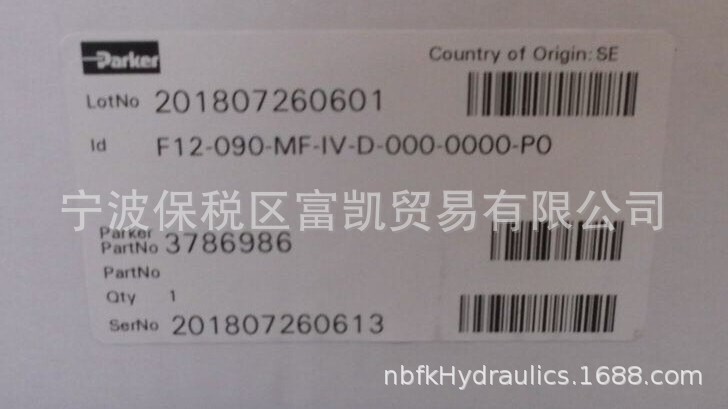 Parker
Country of Origin: SE
LotNo 201807260601
Id F12-090-MF-IV-D-000-0000-P0
宁波保税区富凯贸易有限公司
Parker
PartNo 3786986
PartNo
Qty 1
SerNo 201807260613
nbfkHydraulics.1688.com